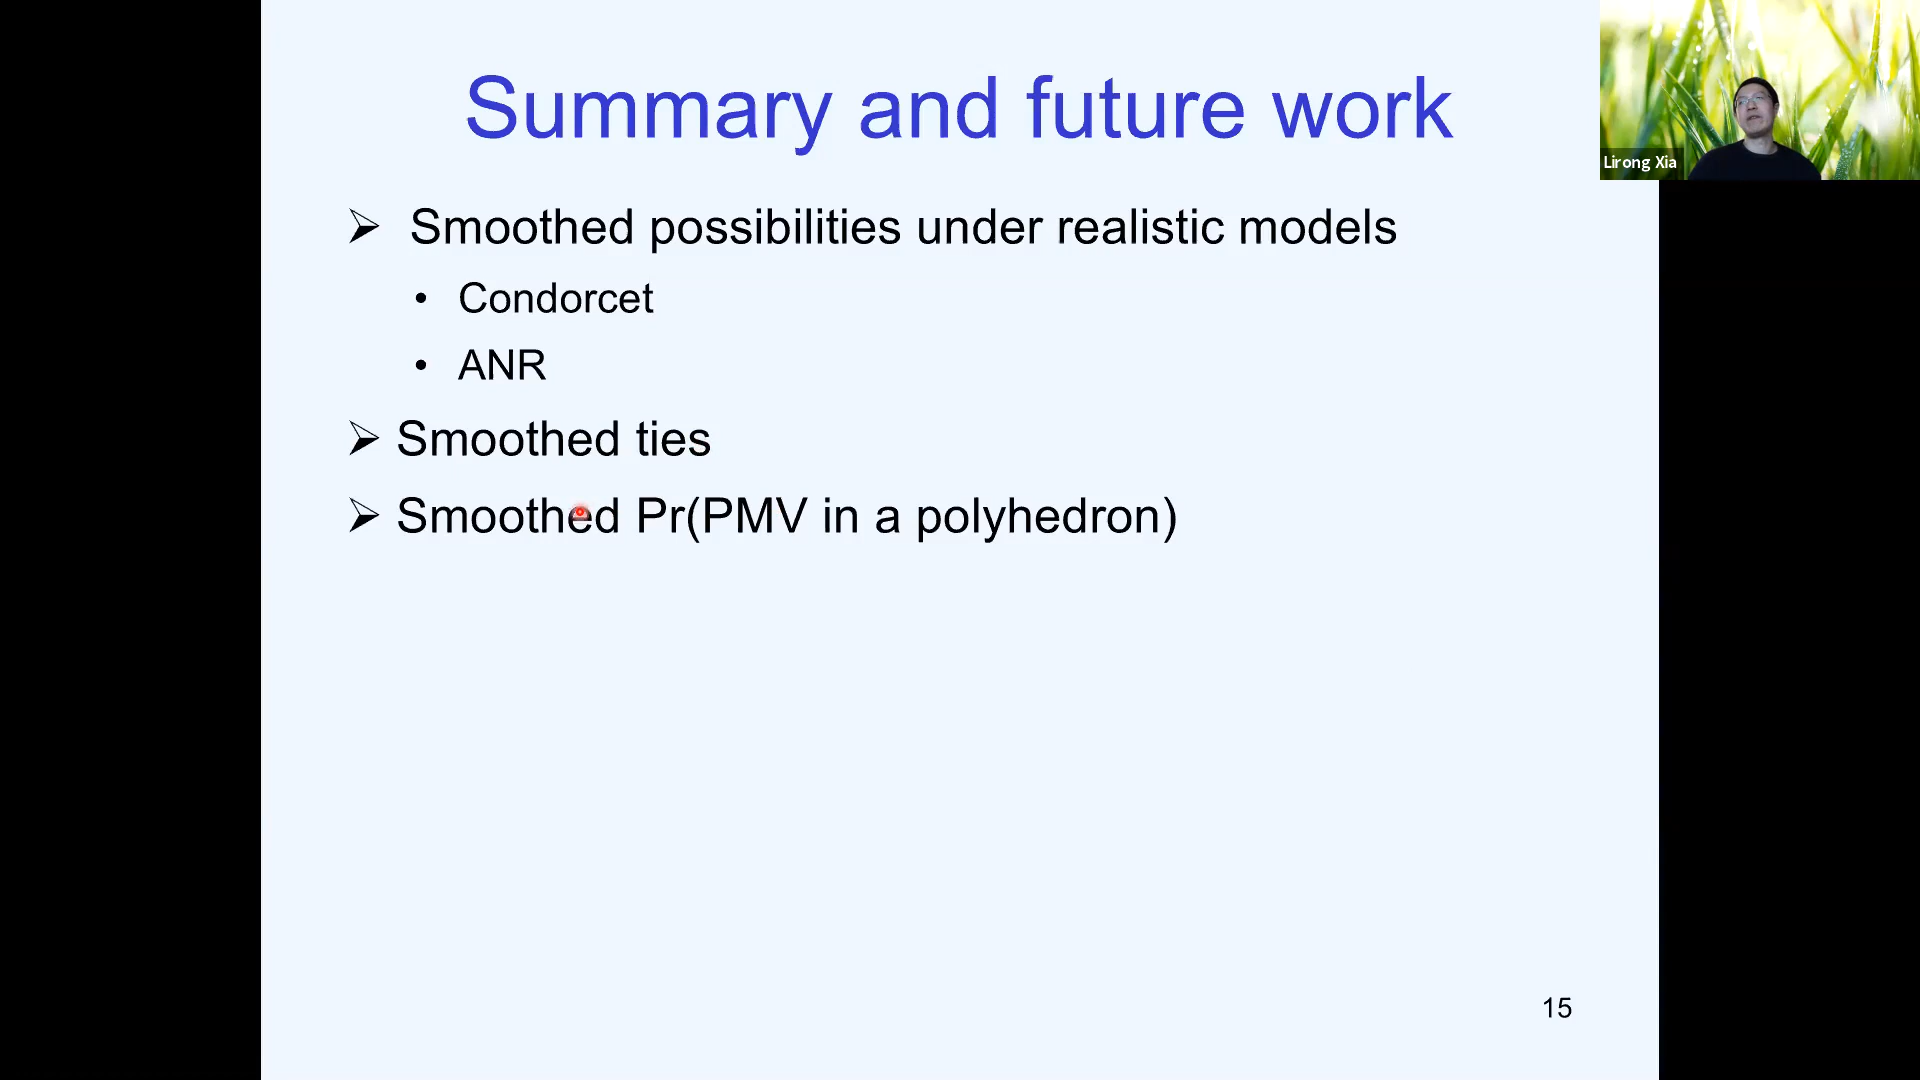 Summary and future work
Lirong Xia
➢ Smoothed possibilities under realistic models
• Condorcet
• ANR
➢ Smoothed ties
➢ Smoothed Pr(PMV in a polyhedron)
15